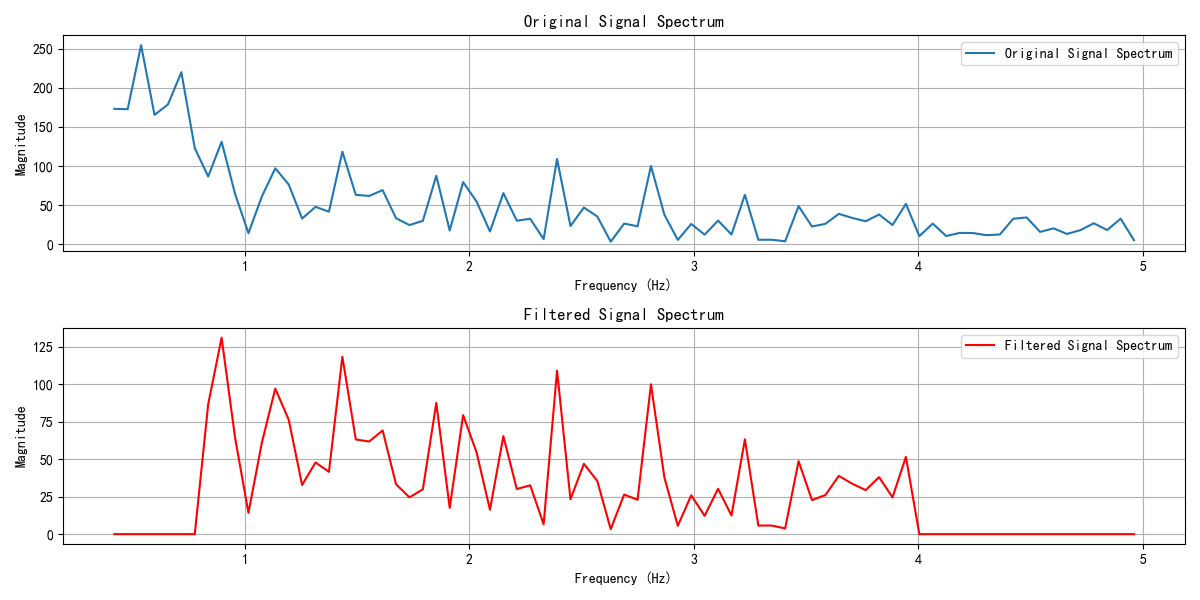 Original Signal Spectrum
250
200
150
100
50
0
Magnitude
Original Signal Spectrum
1 2 3 4 5
Frequency (Hz)
Filtered Signal Spectrum
125
100
75
50
25
0
Magnitude
Filtered Signal Spectrum
1 2 3 4 5
Frequency (Hz)